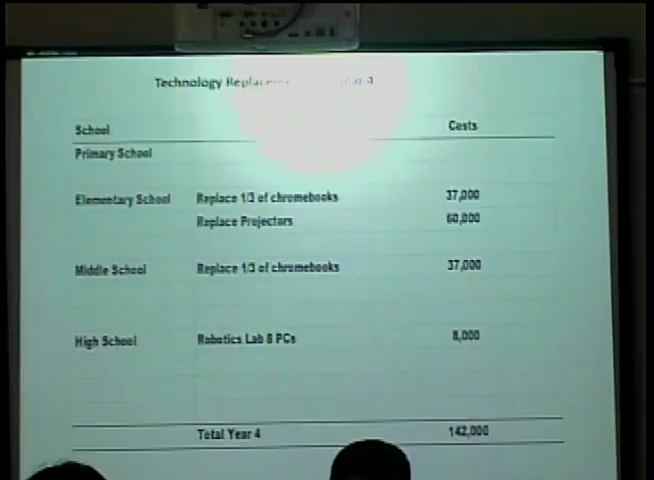 Technology Year 4
School Costs
Primary School
Elementary School Replace 1/3 of chromebooks 37,000
Replace Projectors 60,000
Middle School Replace 1/3 of chromebooks 37,000
High School Robotics Lab 8 PCs 8,000
Total Year 4 142,000